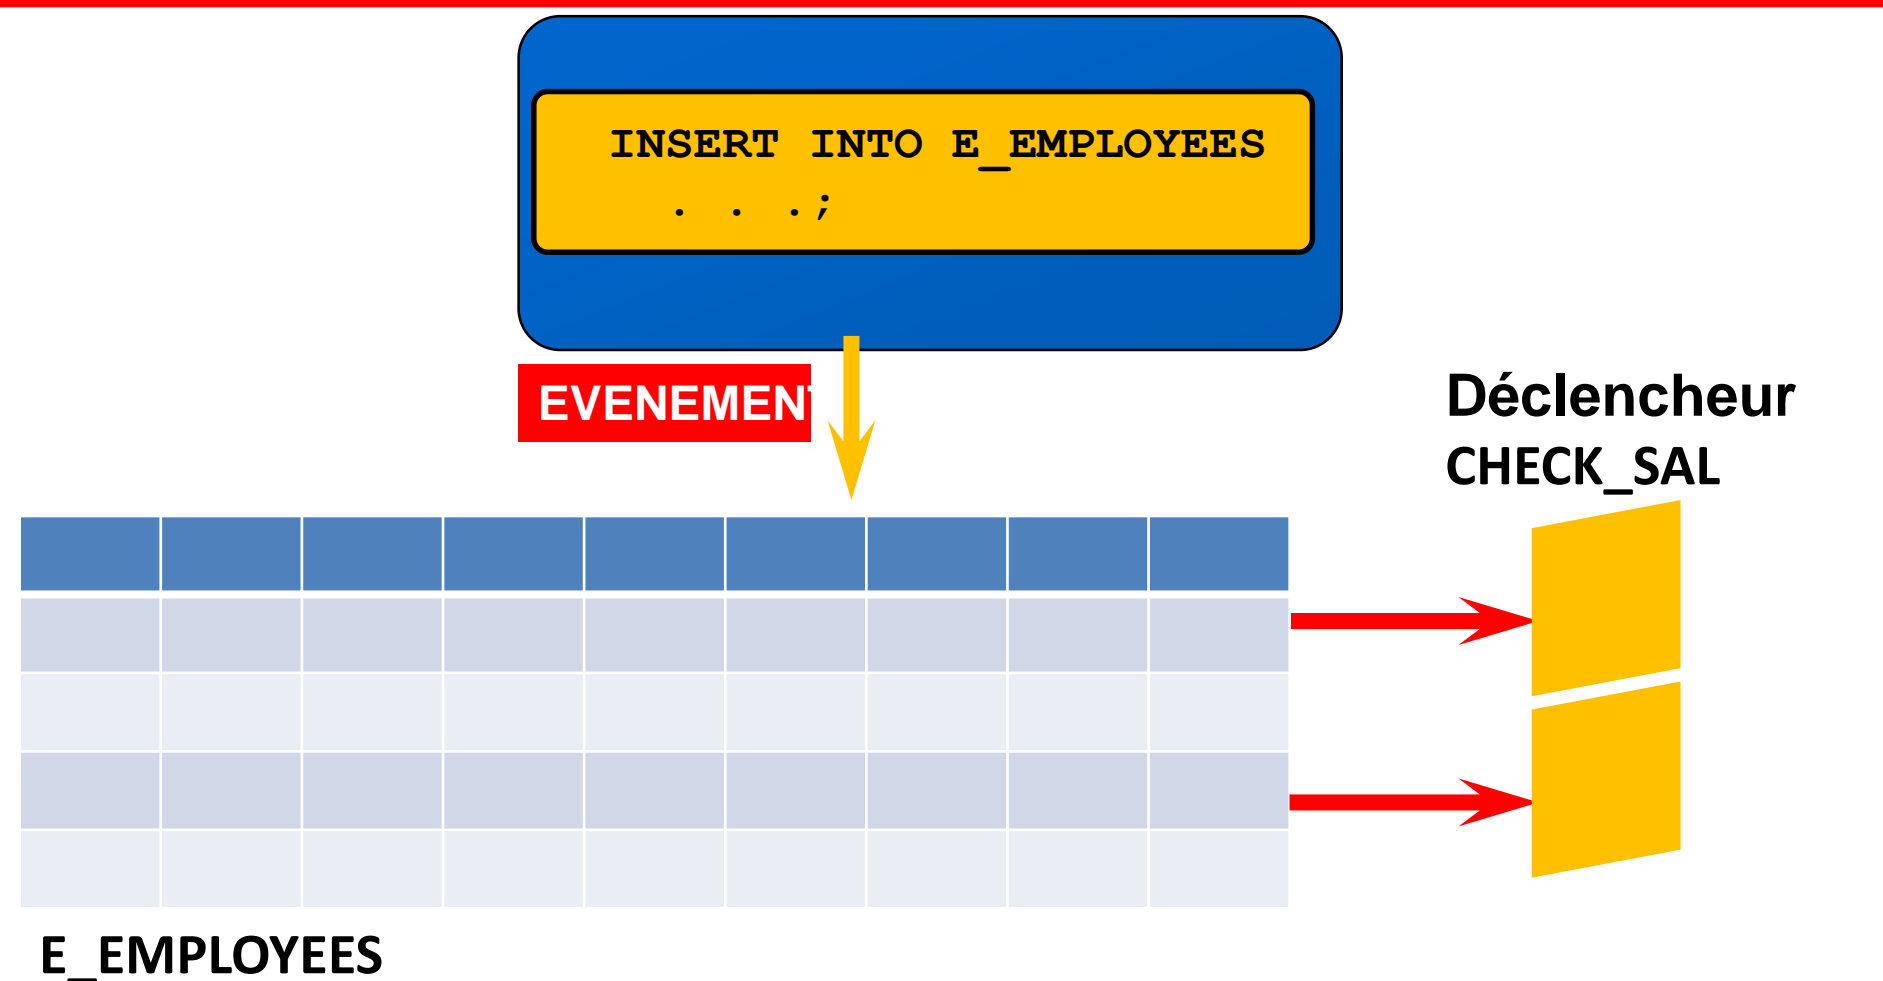 INSERT INTO E_EMPLOYEES
. . .;
EVENEMENT
Déclencheur
CHECK_SAL
E_EMPLOYEES